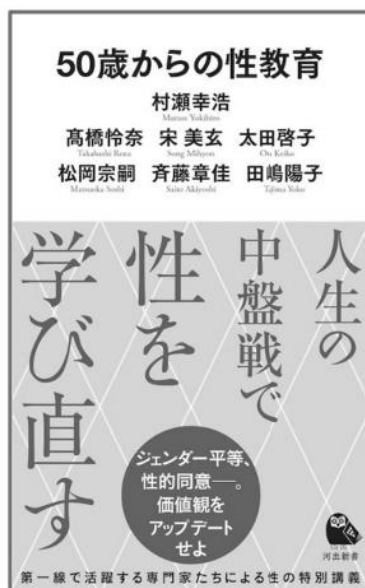 50歳からの性教育
村瀬幸浩
Murase Yukihiro
髙橋怜奈 宋 美玄 太田啓子
Takahashi Rena Song Mihyon Ota Keiko
松岡宗嗣 斉藤章佳 田嶋陽子
Matsuoka Soshi Saito Akiyoshi Tajima Yoko
人生の
中盤戦で
性を
学び直す
ジェンダー平等、
性的同意――。
価値観を
アップデート
せよ
河出新書
第一線で活躍する専門家たちによる性の特別講義